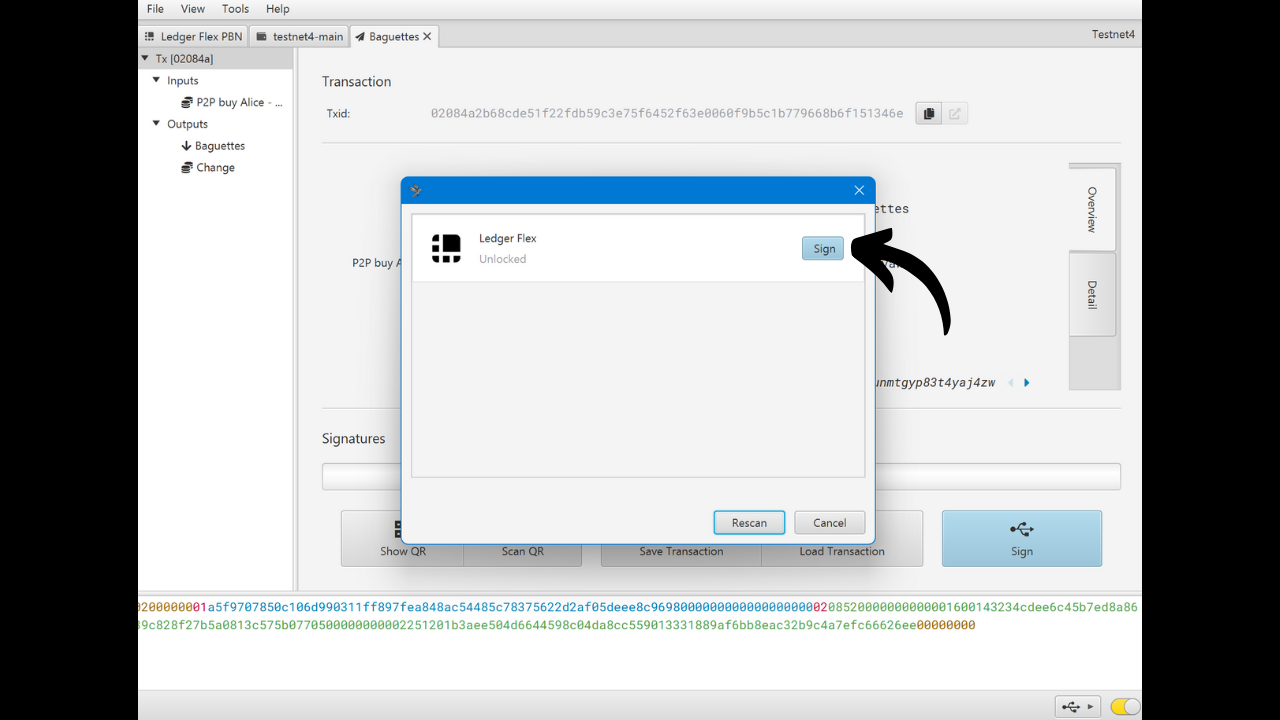 File View Tools Help
Ledger Flex PBN testnet4-main Baguettes Testnet4
Tx [02084a]
Inputs
P2P buy Alice - ...
Outputs
Baguettes
Change
Transaction
Txid: 02084a2b68cde51f22fdb59c3e75f6452f63e0060f9b5c1b779668b6f151346e
ettes
P2P buy A
Overview
Detail
Ledger Flex
Unlocked
Sign
unmtgyp83t4yaj4zw
Signatures
Rescan Cancel
Show QR Scan QR Save Transaction Load Transaction Sign
0200000001a5f9707850c106d990311ff897fea848ac54485c78375622d2af05deee8c96980000000000000000000208520000000000001600143234cdee6c45b7ed8a86
39c828f27b5a0813c575b0770500000000002251201b3aee504d6644598c04da8cc559013331889af6bb8eac32b9c4a7efc66626ee00000000